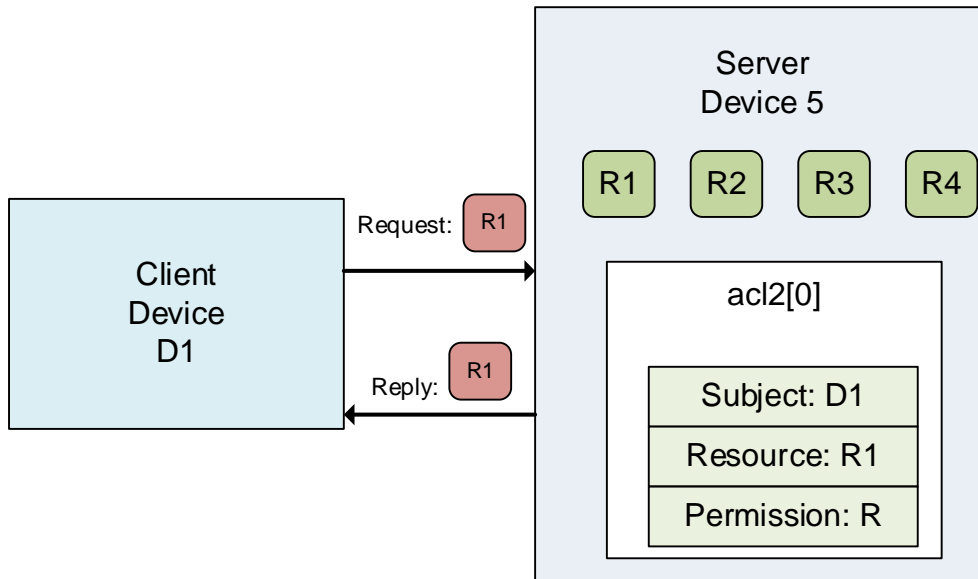 Server
Device 5
R1 R2 R3 R4
Request: R1
Client
Device
D1
Reply: R1
acl2[0]
Subject: D1
Resource: R1
Permission: R